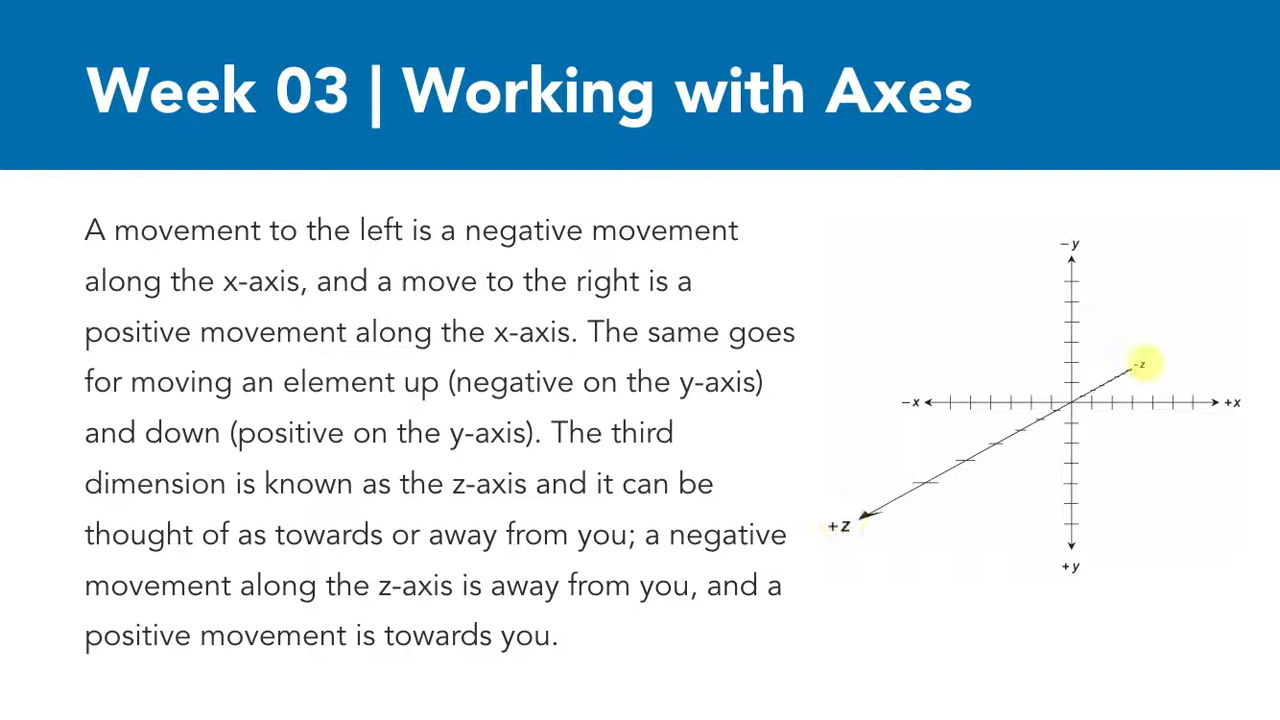 Week 03 | Working with Axes
A movement to the left is a negative movement
along the x-axis, and a move to the right is a
positive movement along the x-axis. The same goes
for moving an element up (negative on the y-axis)
and down (positive on the y-axis). The third
dimension is known as the z-axis and it can be
thought of as towards or away from you; a negative
movement along the z-axis is away from you, and a
positive movement is towards you.
−y
−z
−x
+x
+z
+y